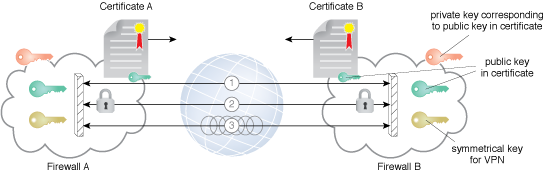 Certificate A
Certificate B
private key corresponding
to public key in certificate
public key
in certificate
1
2
3
symmetrical key
for VPN
Firewall A
Firewall B